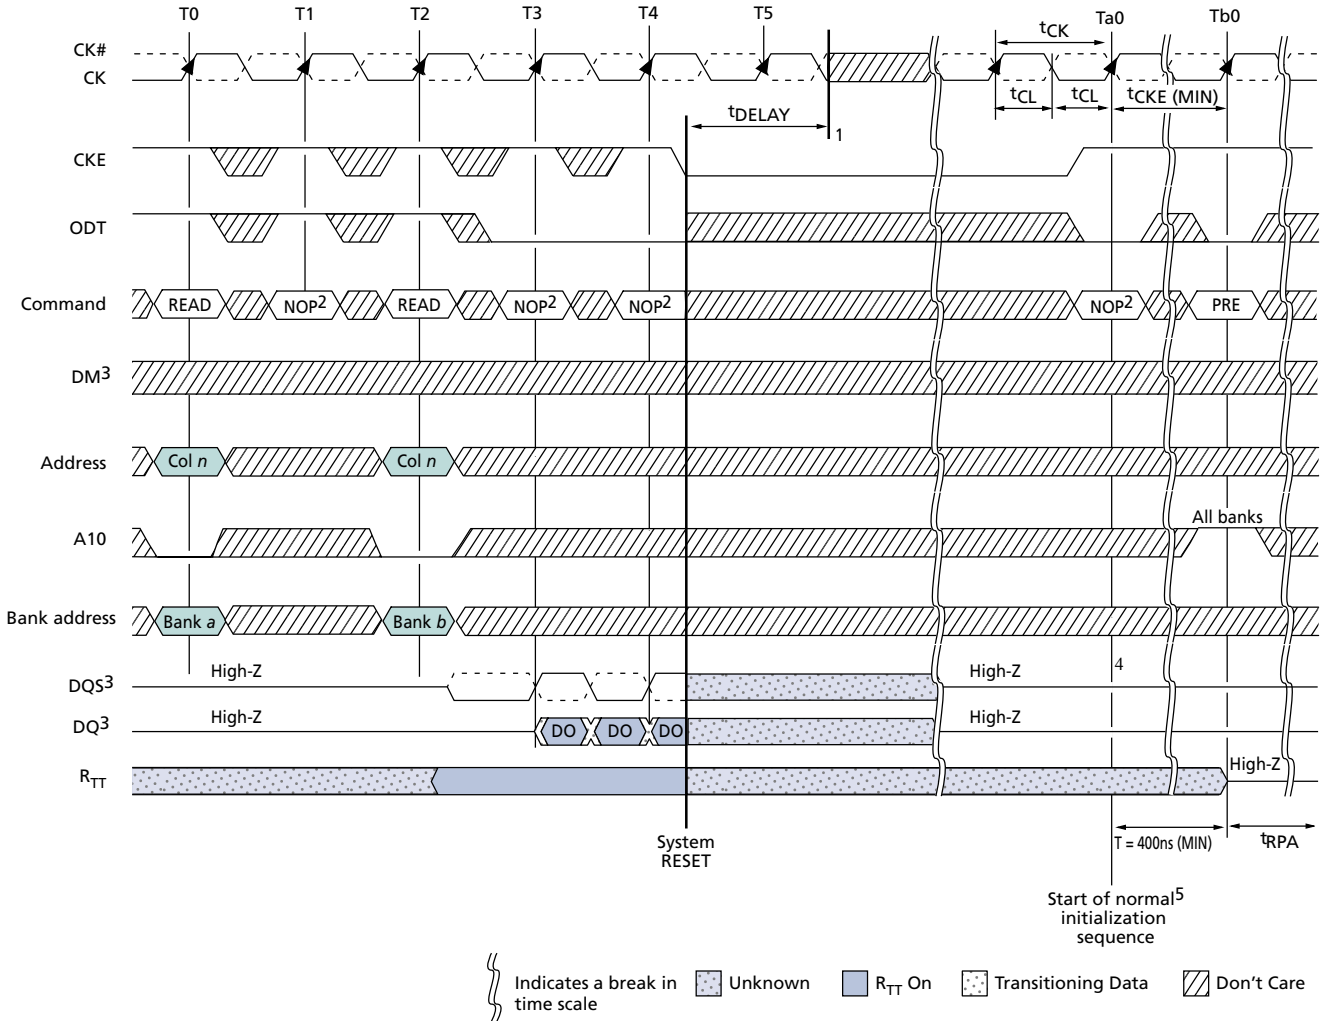 T0 T1 T2 T3 T4 T5 Ta0 Tb0
CK#
CK
tCK
tCL tCL tCKE (MIN)
tDELAY
1
CKE
ODT
Command READ NOP2 READ NOP2 NOP2 NOP2 PRE
DM3
Address Col n Col n
All banks
A10
Bank address Bank a Bank b
High-Z High-Z 4
DQS3
High-Z High-Z
DQ3 DO DO DO
RTT High-Z
System
RESET
T = 400ns (MIN) tRPA
Start of normal5
initialization
sequence
Indicates a break in
time scale
Unknown
RTT On
Transitioning Data
Don't Care